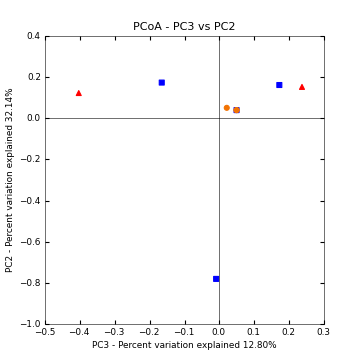 PCoA - PC3 vs PC2
0.4
0.2
0.0
−0.2
−0.4
−0.6
−0.8
−1.0
PC2 - Percent variation explained 32.14%
−0.5 −0.4 −0.3 −0.2 −0.1 0.0 0.1 0.2 0.3
PC3 - Percent variation explained 12.80%